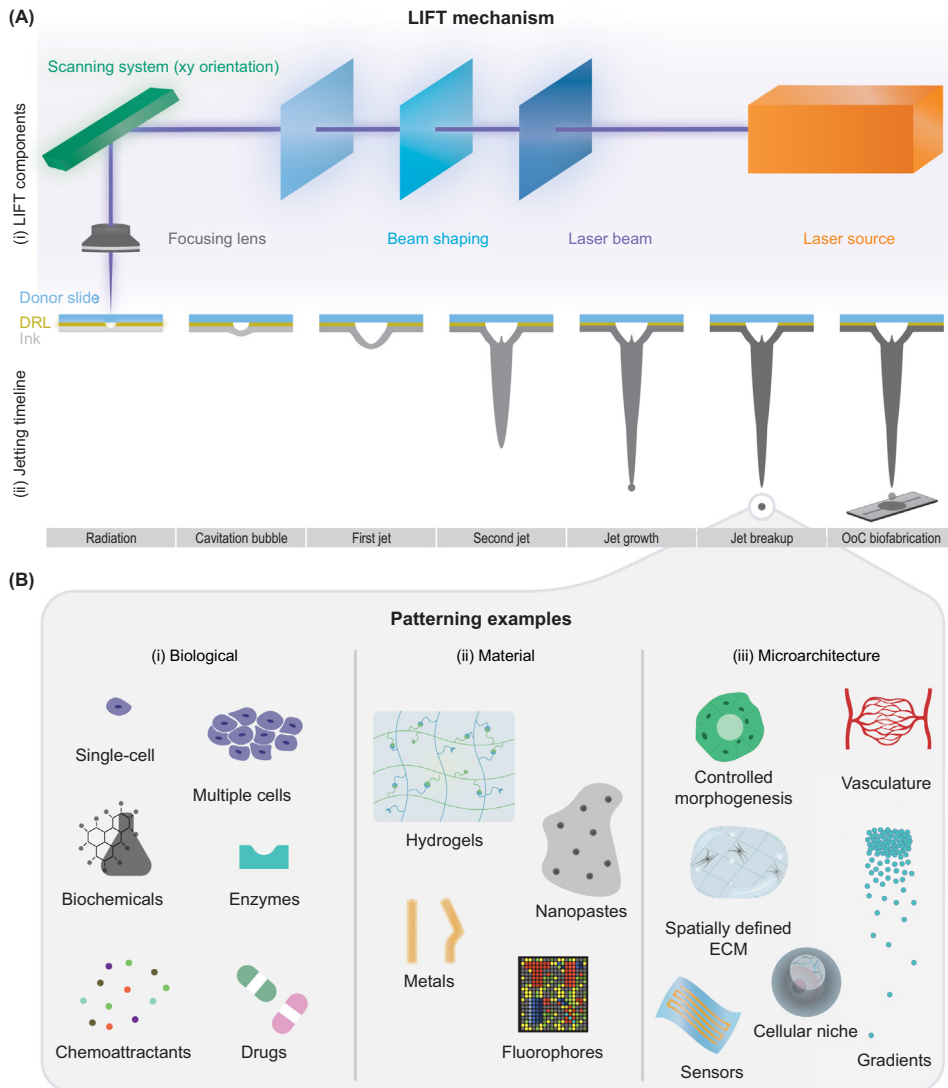 (A)
LIFT mechanism
Scanning system (xy orientation)
(i) LIFT components
Focusing lens
Beam shaping
Laser beam
Laser source
Donor slide
DRL
Ink
(ii) Jetting timeline
Radiation
Cavitation bubble
First jet
Second jet
Jet growth
Jet breakup
OoC biofabrication
(B)
Patterning examples
(i) Biological
(ii) Material
(iii) Microarchitecture
Single-cell
Multiple cells
Biochemicals
Enzymes
Chemoattractants
Drugs
Hydrogels
Nanopastes
Metals
Fluorophores
Controlled
morphogenesis
Vasculature
Spatially defined
ECM
Cellular niche
Sensors
Gradients